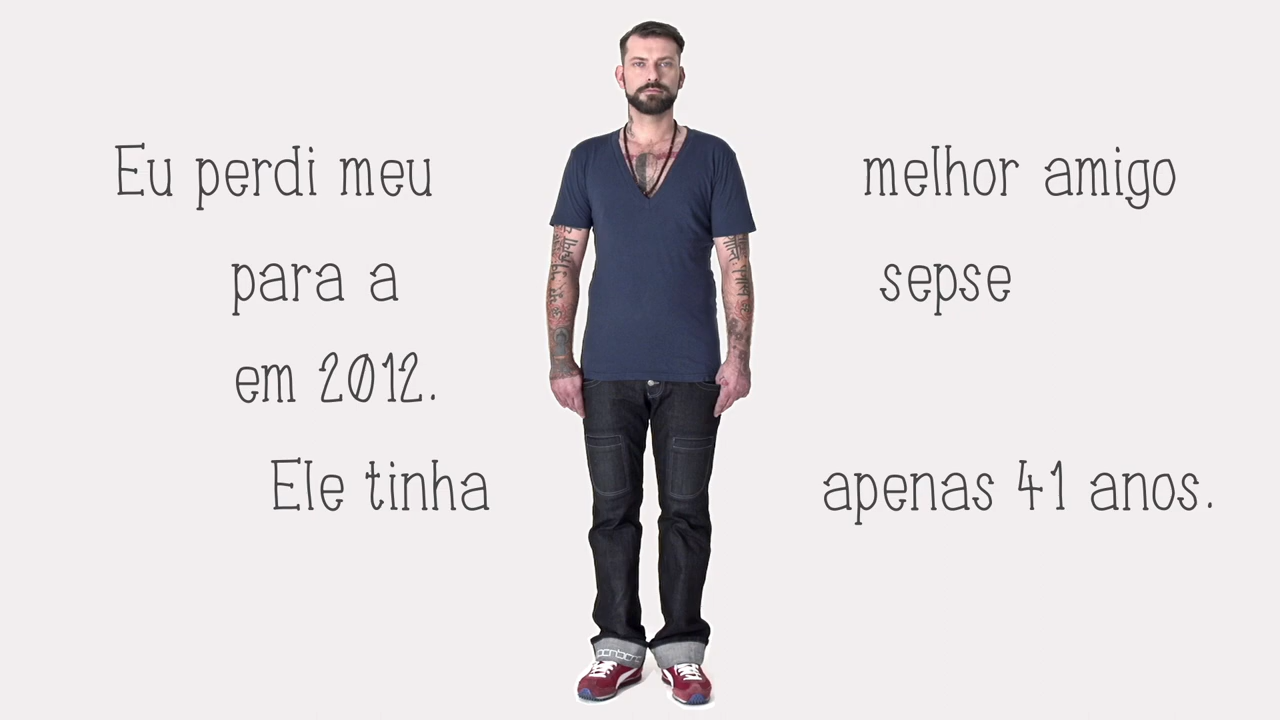 Eu perdi meu melhor amigo
para a sepse
em 2012.
Ele tinha apenas 41 anos.